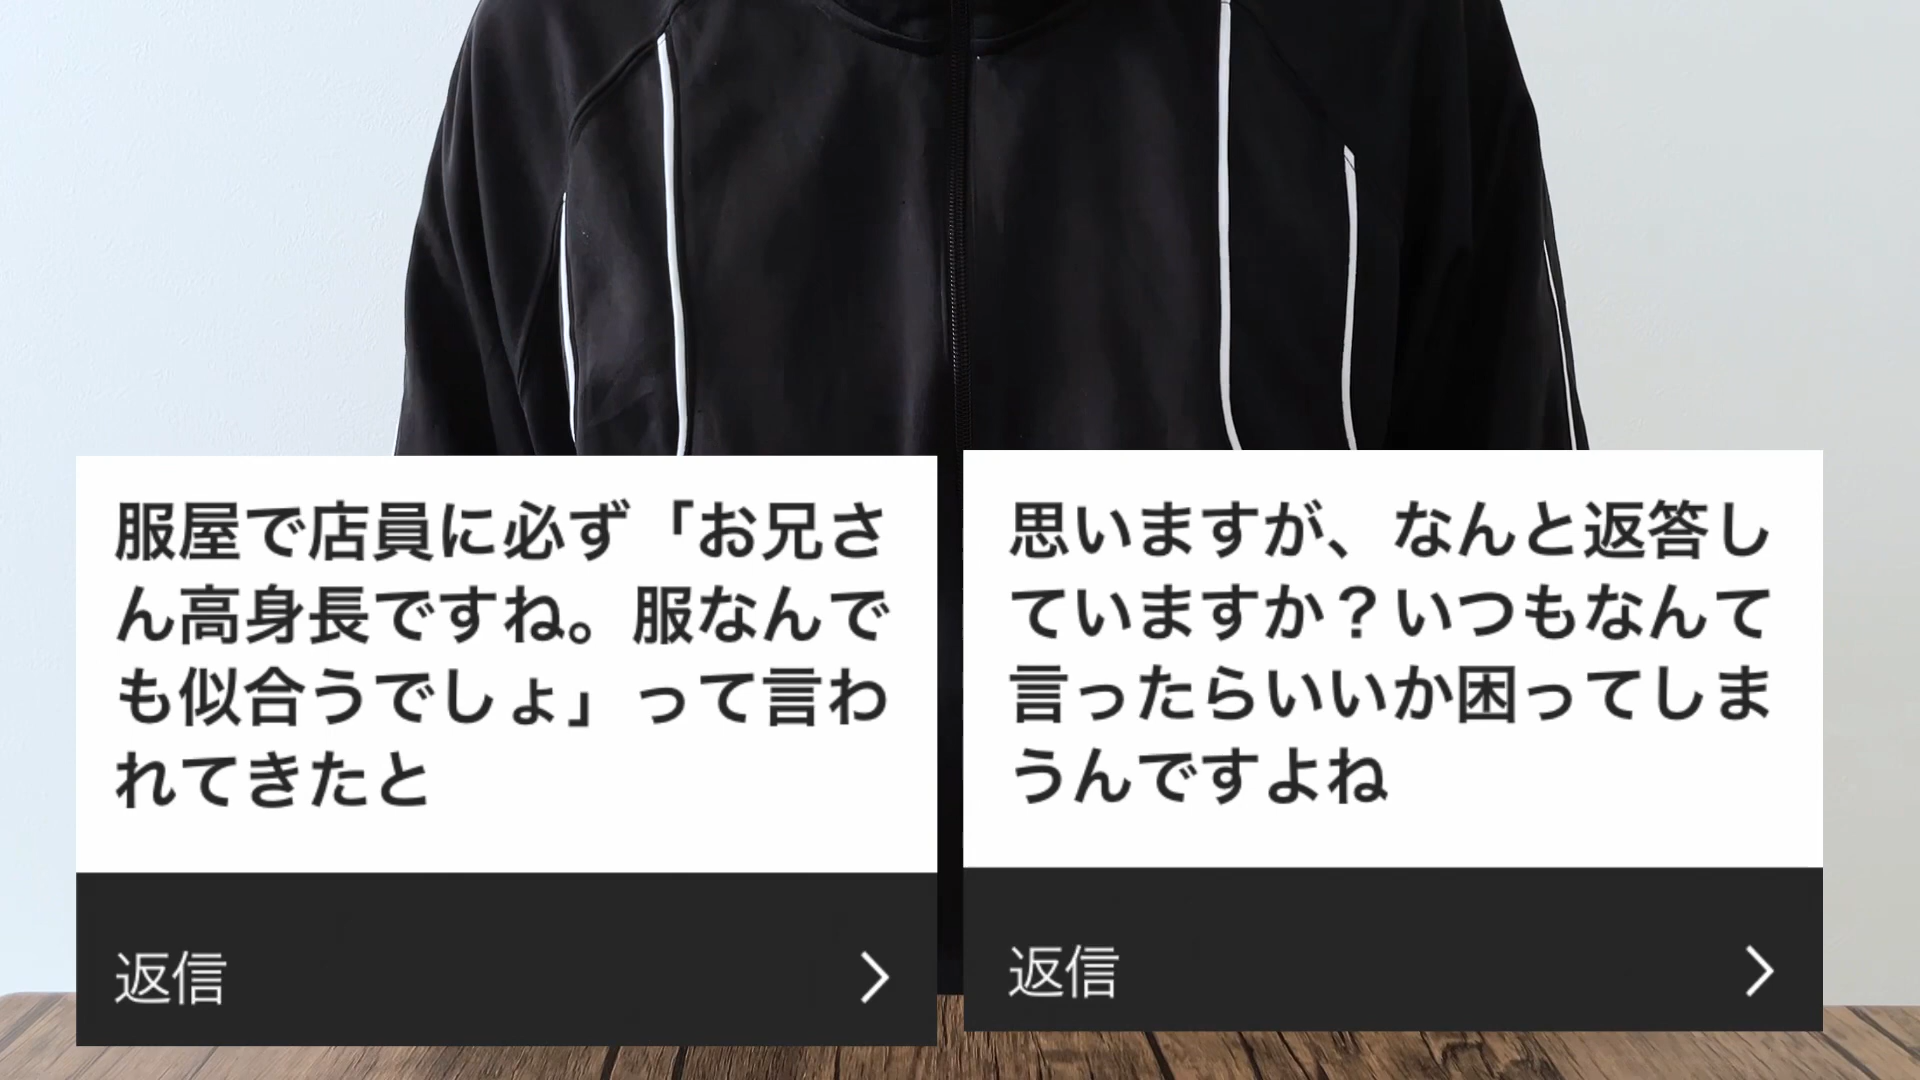 服屋で店員に必ず「お兄さ
ん高身長ですね。服なんで
も似合うでしょ」って言わ
れてきたと
返信
思いますが、なんと返答し
ていますか？いつもなんて
言ったらいいか困ってしま
うんですよね
返信